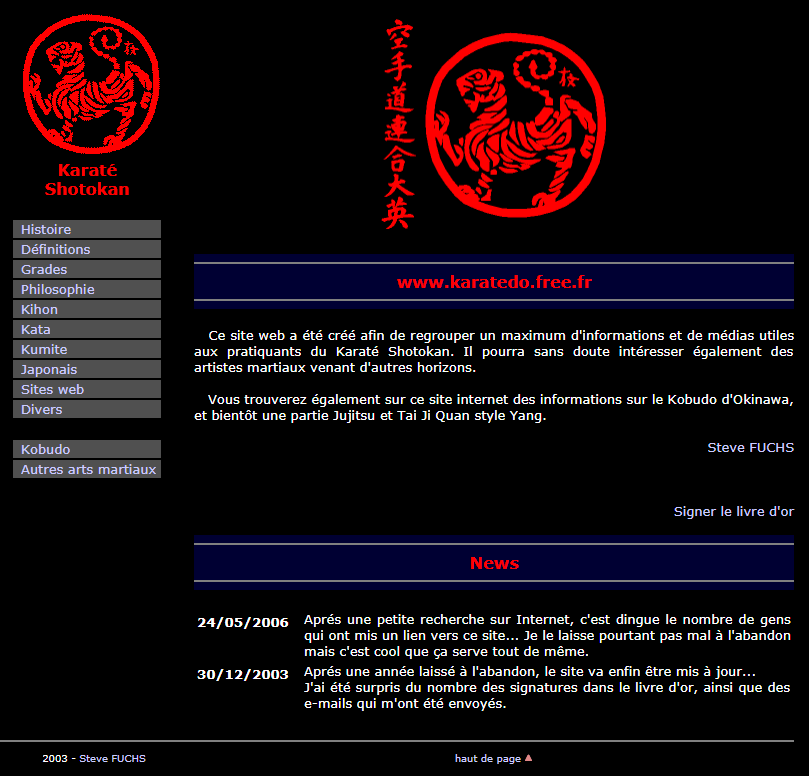 Karaté
Shotokan
Histoire
Définitions
Grades
Philosophie
Kihon
Kata
Kumite
Japonais
Sites web
Divers
Kobudo
Autres arts martiaux
空手道連合大英
www.karatedo.free.fr
Ce site web a été créé afin de regrouper un maximum d'informations et de médias utiles
aux pratiquants du Karaté Shotokan. Il pourra sans doute intéresser également des
artistes martiaux venant d'autres horizons.
Vous trouverez également sur ce site internet des informations sur le Kobudo d'Okinawa,
et bientôt une partie Jujitsu et Tai Ji Quan style Yang.
Steve FUCHS
Signer le livre d'or
News
24/05/2006 Aprés une petite recherche sur Internet, c'est dingue le nombre de gens
qui ont mis un lien vers ce site... Je le laisse pourtant pas mal à l'abandon
mais c'est cool que ça serve tout de même.
30/12/2003 Aprés une année laissé à l'abandon, le site va enfin être mis à jour...
J'ai été surpris du nombre des signatures dans le livre d'or, ainsi que des
e-mails qui m'ont été envoyés.
2003 - Steve FUCHS
haut de page